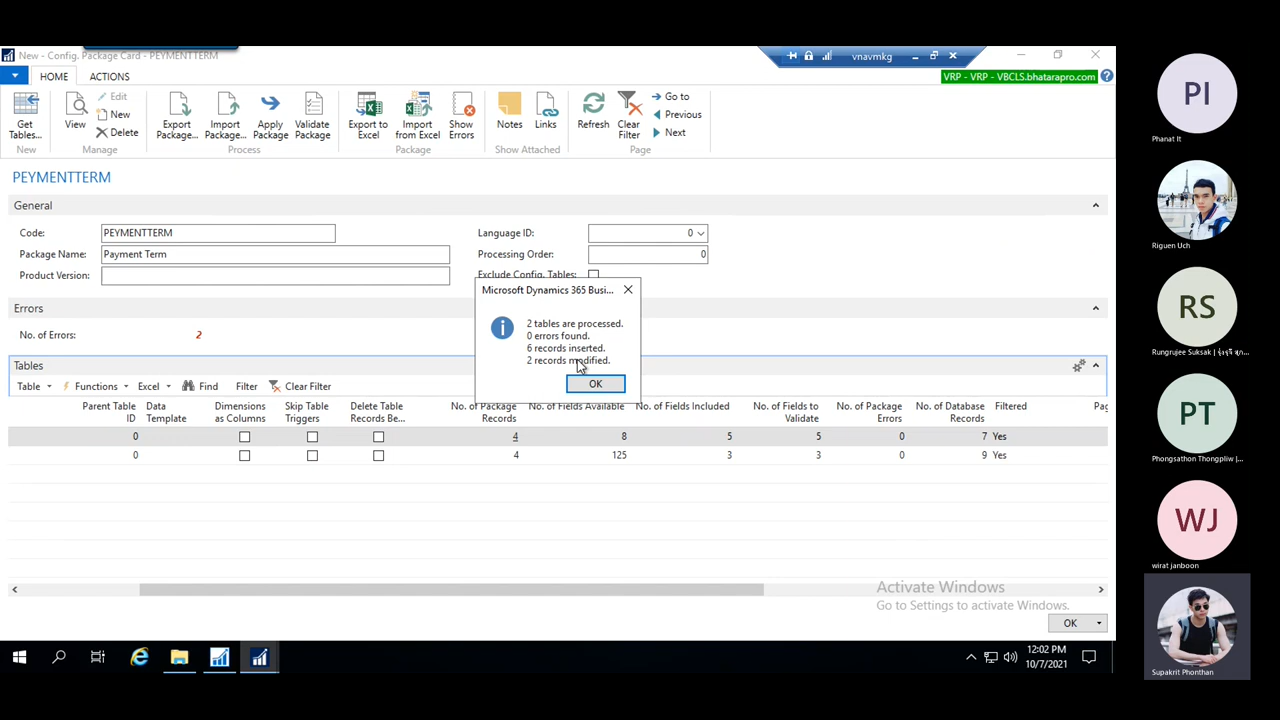 New - Config. Package Card - PEYMENTTERM
vnavmkg
HOME
ACTIONS
VRP - VRP - VBCLS.bhatarapro.com
Get Tables...
New
View
Edit
New
Delete
Manage
Export Package...
Import Package...
Apply Package
Validate Package
Process
Export to Excel
Import from Excel
Show Errors
Package
Notes
Links
Show Attached
Refresh
Clear Filter
Go to
Previous
Next
Page
PEYMENTTERM
General
Code: PEYMENTTERM
Language ID: 0
Package Name: Payment Term
Processing Order: 0
Product Version:
Exclude Config. Tables:
Errors
No. of Errors: 2
Microsoft Dynamics 365 Busi...
2 tables are processed.
0 errors found.
6 records inserted.
2 records modified.
OK
Tables
Table Functions Excel Find Filter Clear Filter
Parent Table ID
Data Template
Dimensions as Columns
Skip Table Triggers
Delete Table Records Be...
No. of Package Records
No. of Fields Available
No. of Fields Included
No. of Fields to Validate
No. of Package Errors
No. of Database Records
Filtered
Pag
0 4 8 5 5 0 7 Yes
0 4 125 3 3 0 9 Yes
Activate Windows
Go to Settings to activate Windows.
OK
12:02 PM
10/7/2021
PI
Phanat It
Riguen Uch
RS
Rungrujee Suksak |
PT
Phongsathon Thongpliw |...
WJ
wirat janboon
Supakrit Phonthan